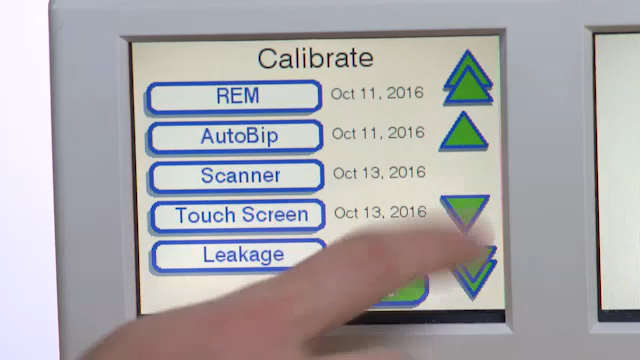 Calibrate
REM Oct 11, 2016
AutoBip Oct 11, 2016
Scanner Oct 13, 2016
Touch Screen Oct 13, 2016
Leakage